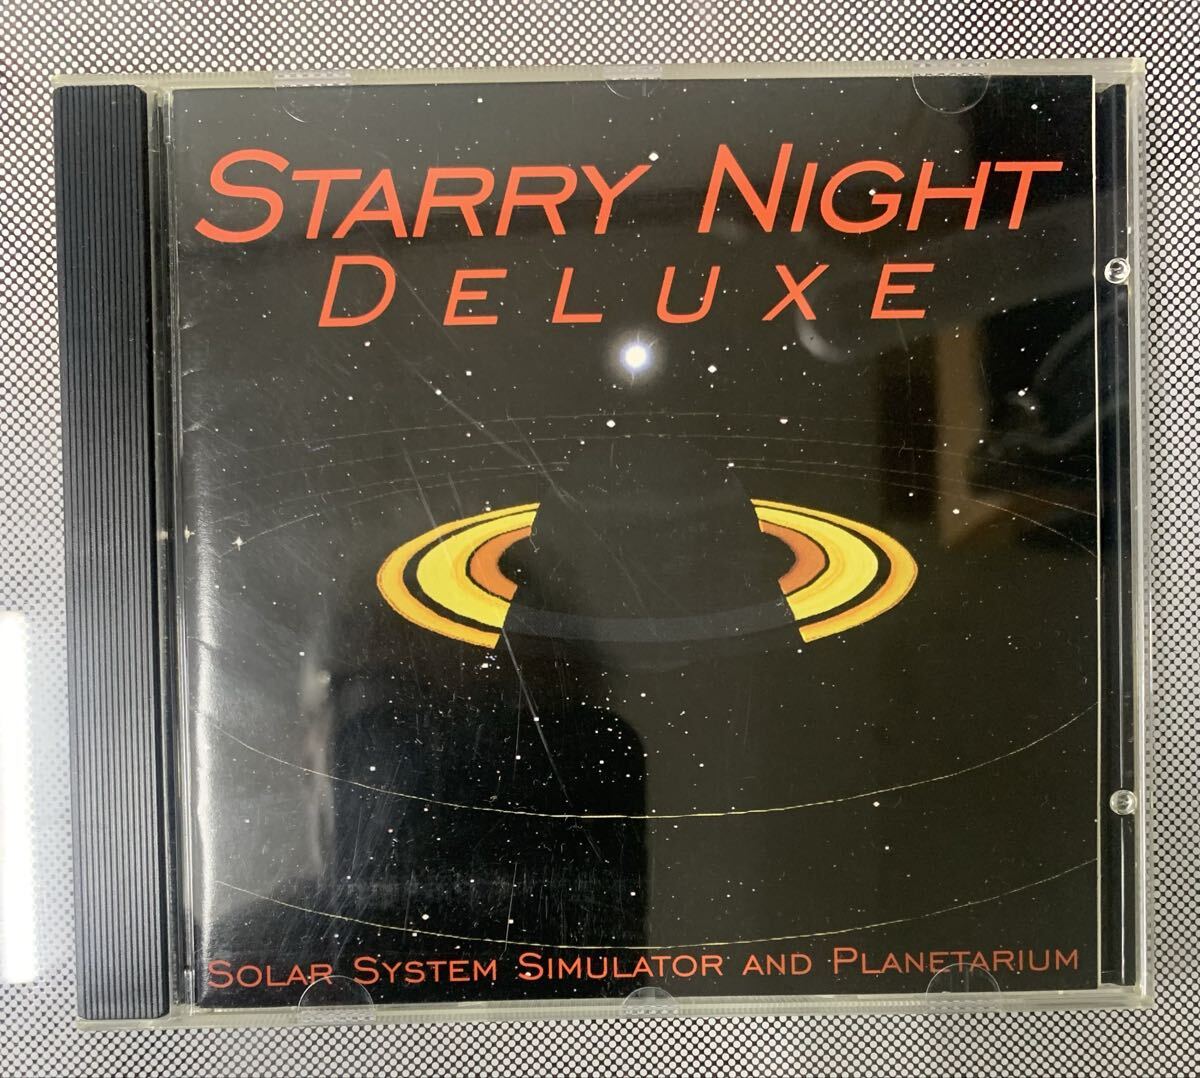 STARRY NIGHT
DELUXE
SOLAR SYSTEM SIMULATOR AND PLANETARIUM